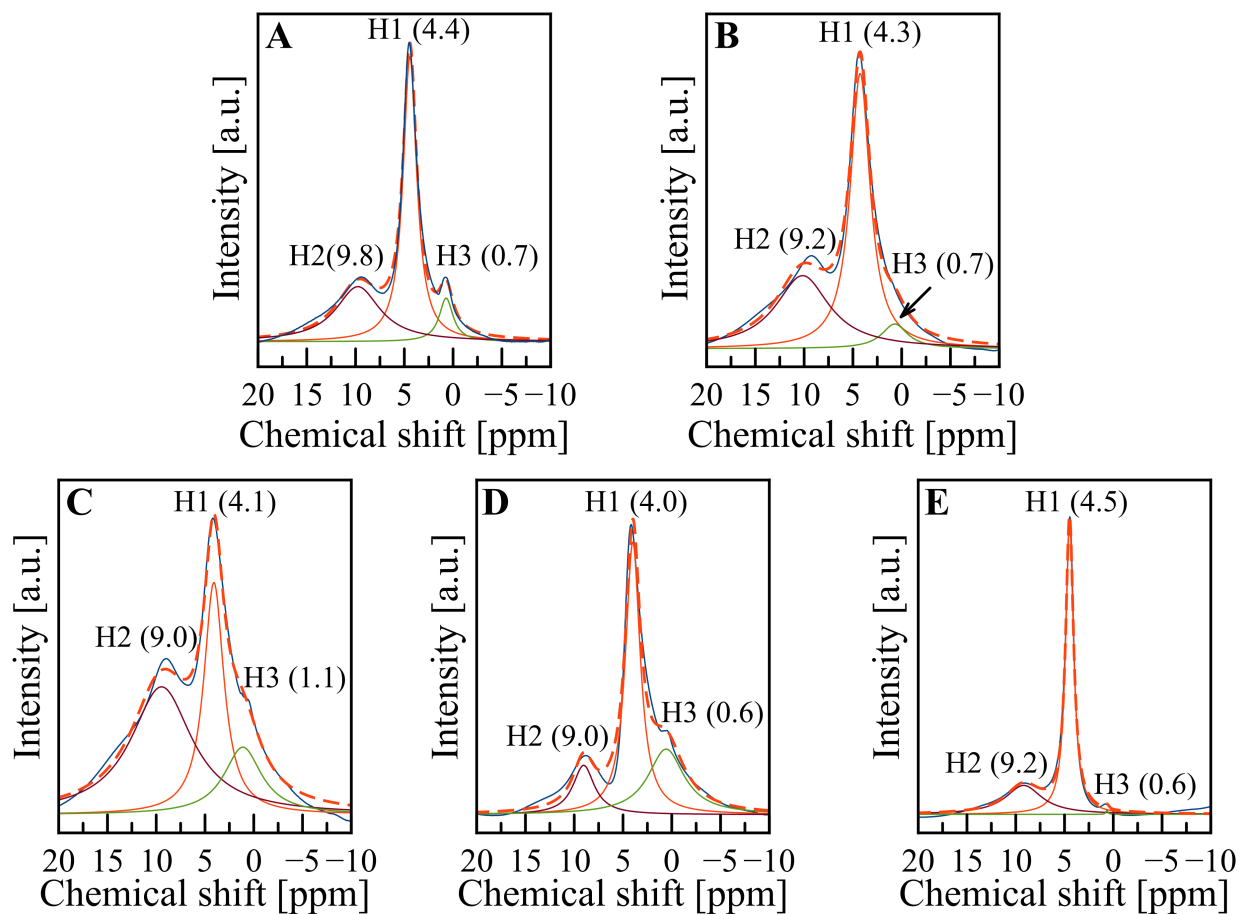 A
H1 (4.4)
H2(9.8)
H3 (0.7)
Intensity [a.u.]
20 15 10 5 0 −5 −10
Chemical shift [ppm]
B
H1 (4.3)
H2 (9.2)
H3 (0.7)
Intensity [a.u.]
20 15 10 5 0 −5 −10
Chemical shift [ppm]
C
H1 (4.1)
H2 (9.0)
H3 (1.1)
Intensity [a.u.]
20 15 10 5 0 −5 −10
Chemical shift [ppm]
D
H1 (4.0)
H2 (9.0)
H3 (0.6)
Intensity [a.u.]
20 15 10 5 0 −5 −10
Chemical shift [ppm]
E
H1 (4.5)
H2 (9.2)
H3 (0.6)
Intensity [a.u.]
20 15 10 5 0 −5 −10
Chemical shift [ppm]